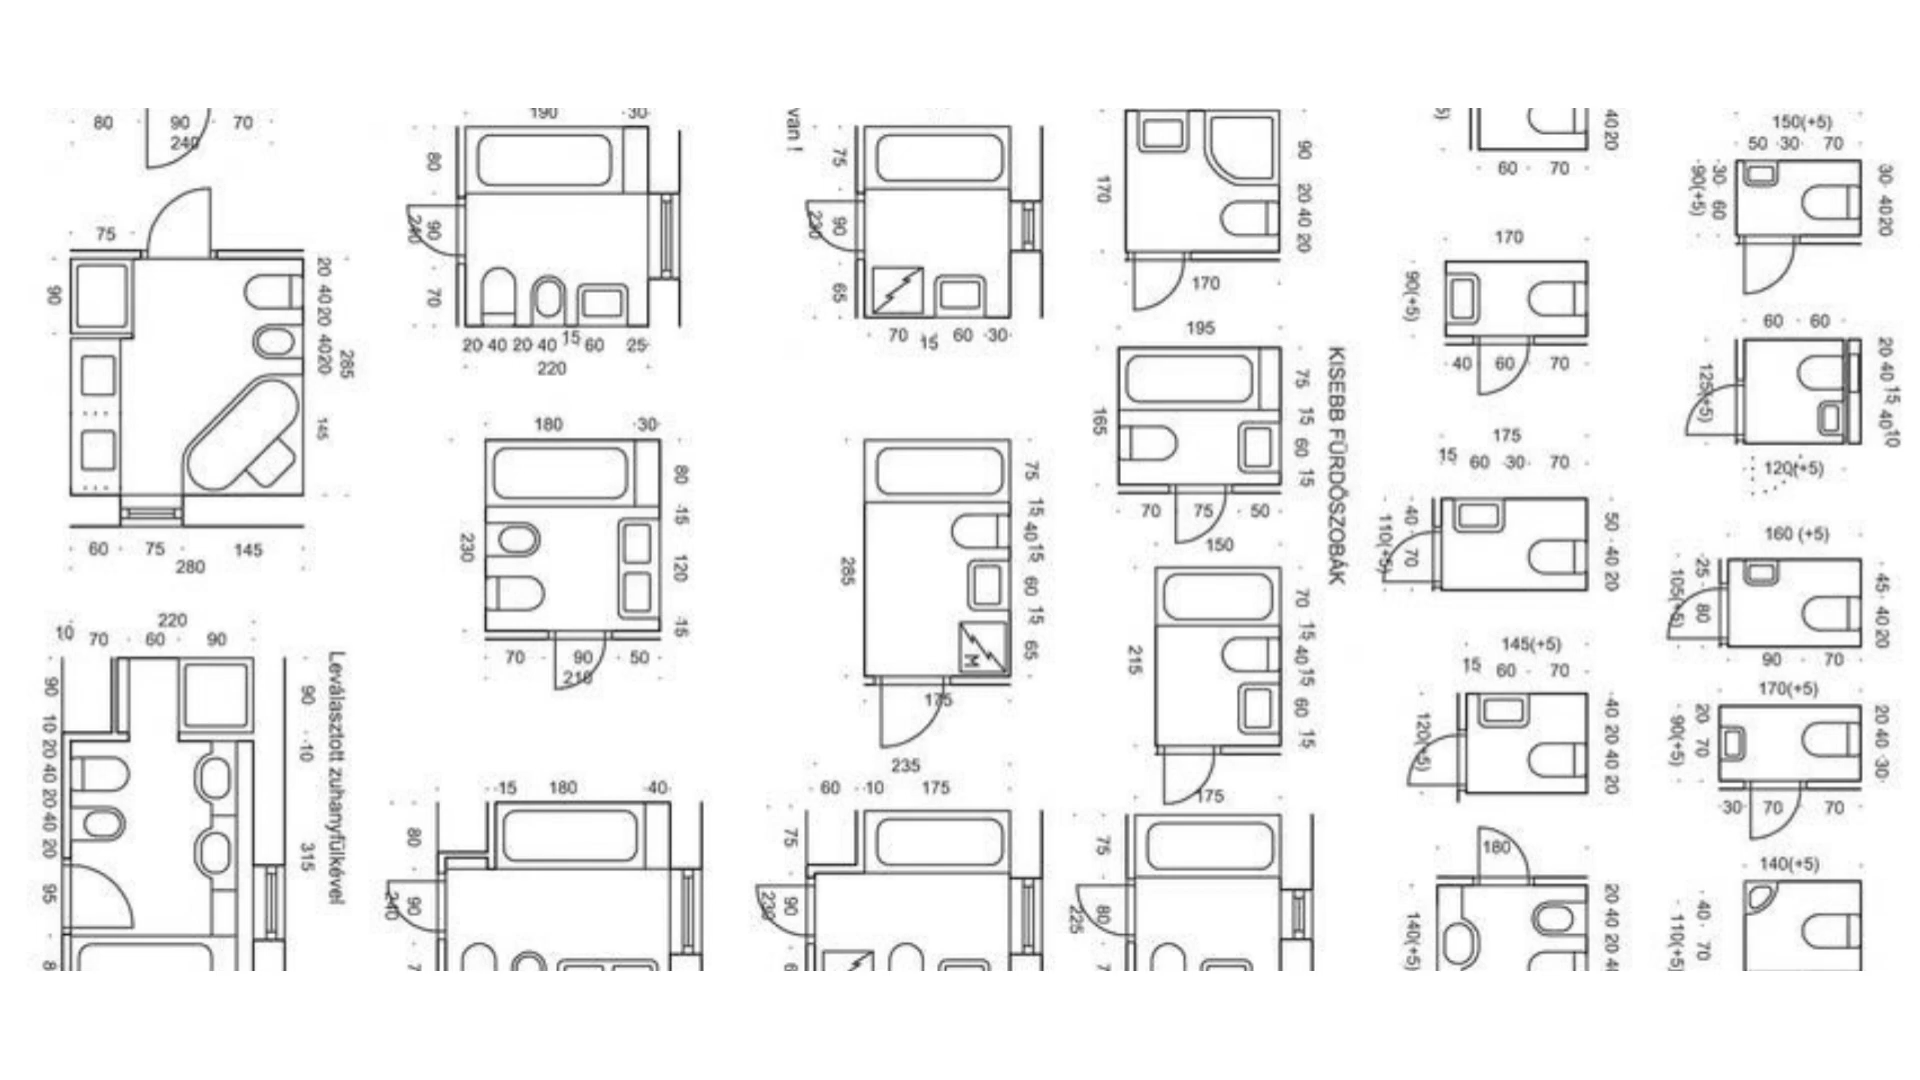 80 90 70
240
75
90
20 40 20 40 20
285
145
60 75 145
280
220
10 70 60 90
90 10 20 40 20 40 20 95
90 10
315
Leválasztott zuhanyfülkével
190 30
80 90 70
240
20 40 20 40 15 60 25
220
180 30
230
80 15 120 15
70 90 50
210
15 180 40
80 90
240
van !
75 90 65
230
70 15 60 30
285
75 15 40 15 60 15 65
M
175
235
60 10 175
75 90
230
170
90 20 40 20
170
195
165
75 15 60 15
70 75 50
KISEBB FÜRDŐSZOBÁK
150
215
70 15 40 15 60 15
175
75 80
225
40 20
60 70
170
90(+5)
40 60 70
175
15 60 30 70
40 70
110(+5)
50 40 20
145(+5)
15 60 70
120(+5)
40 20 40 20
180
140(+5)
20 40 20
150(+5)
50 30 70
30 60
90(+5)
30 40 20
60 60
125(+5)
20 40 15 40 10
120(+5)
160 (+5)
25 80
105(+5)
45 40 20
90 70
170(+5)
20 70
90(+5)
20 40 30
30 70 70
140(+5)
40 70
110(+5)